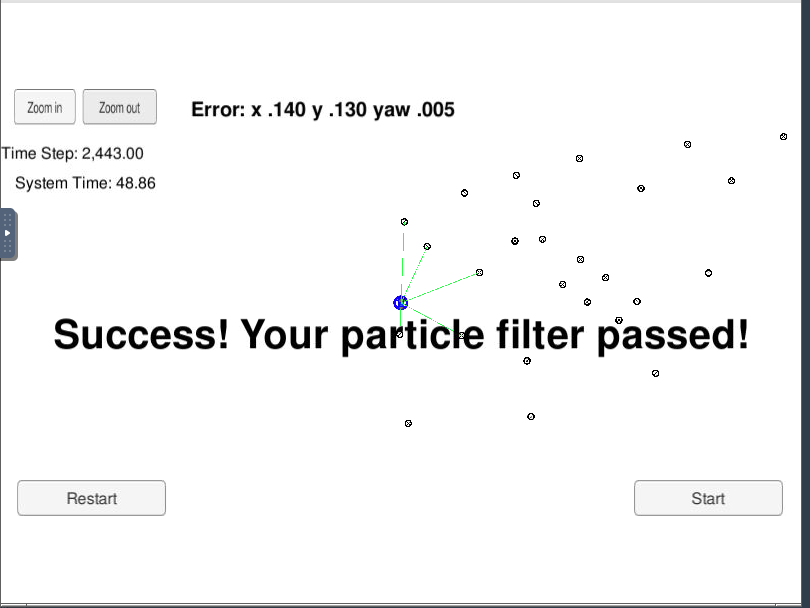 Zoom in
Zoom out
Error: x .140 y .130 yaw .005
Time Step: 2,443.00
System Time: 48.86
Success! Your particle filter passed!
Restart
Start